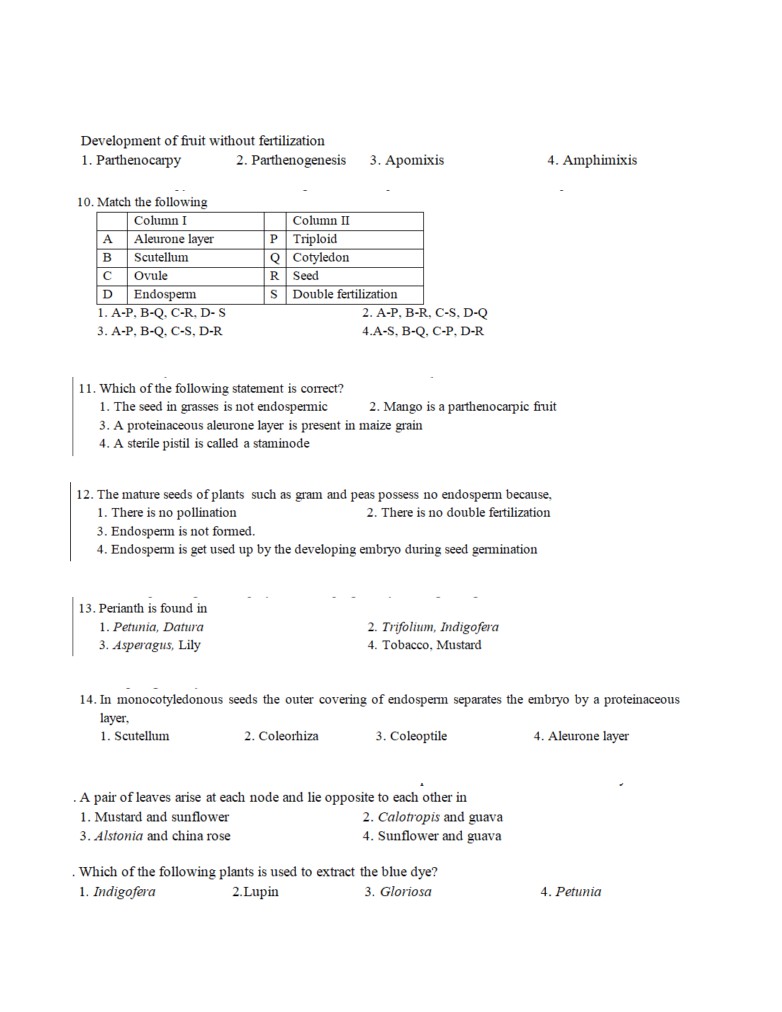 Development of fruit without fertilization
1. Parthenocarpy 2. Parthenogenesis 3. Apomixis 4. Amphimixis
10. Match the following
Column I Column II
A Aleurone layer P Triploid
B Scutellum Q Cotyledon
C Ovule R Seed
D Endosperm S Double fertilization
1. A-P, B-Q, C-R, D- S 2. A-P, B-R, C-S, D-Q
3. A-P, B-Q, C-S, D-R 4.A-S, B-Q, C-P, D-R
11. Which of the following statement is correct?
1. The seed in grasses is not endospermic 2. Mango is a parthenocarpic fruit
3. A proteinaceous aleurone layer is present in maize grain
4. A sterile pistil is called a staminode
12. The mature seeds of plants such as gram and peas possess no endosperm because,
1. There is no pollination 2. There is no double fertilization
3. Endosperm is not formed.
4. Endosperm is get used up by the developing embryo during seed germination
13. Perianth is found in
1. Petunia, Datura 2. Trifolium, Indigofera
3. Asparagus, Lily 4. Tobacco, Mustard
14. In monocotyledonous seeds the outer covering of endosperm separates the embryo by a proteinaceous
layer,
1. Scutellum 2. Coleorhiza 3. Coleoptile 4. Aleurone layer
. A pair of leaves arise at each node and lie opposite to each other in
1. Mustard and sunflower 2. Calotropis and guava
3. Alstonia and china rose 4. Sunflower and guava
. Which of the following plants is used to extract the blue dye?
1. Indigofera 2.Lupin 3. Gloriosa 4. Petunia